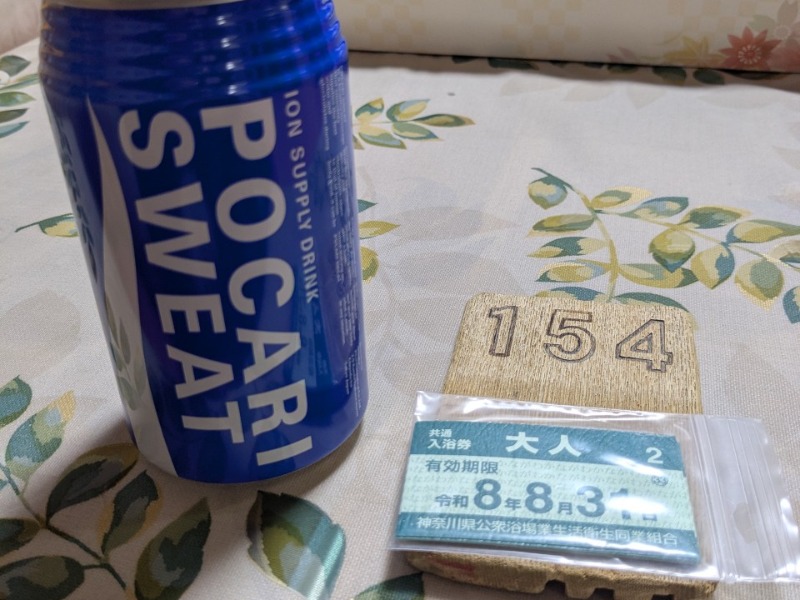 POCARI
SWEAT
ION SUPPLY DRINK
154
共通
入浴券
大人
2
有効期限
令和8年8月31日
神奈川県公衆浴場業生活衛生同業組合